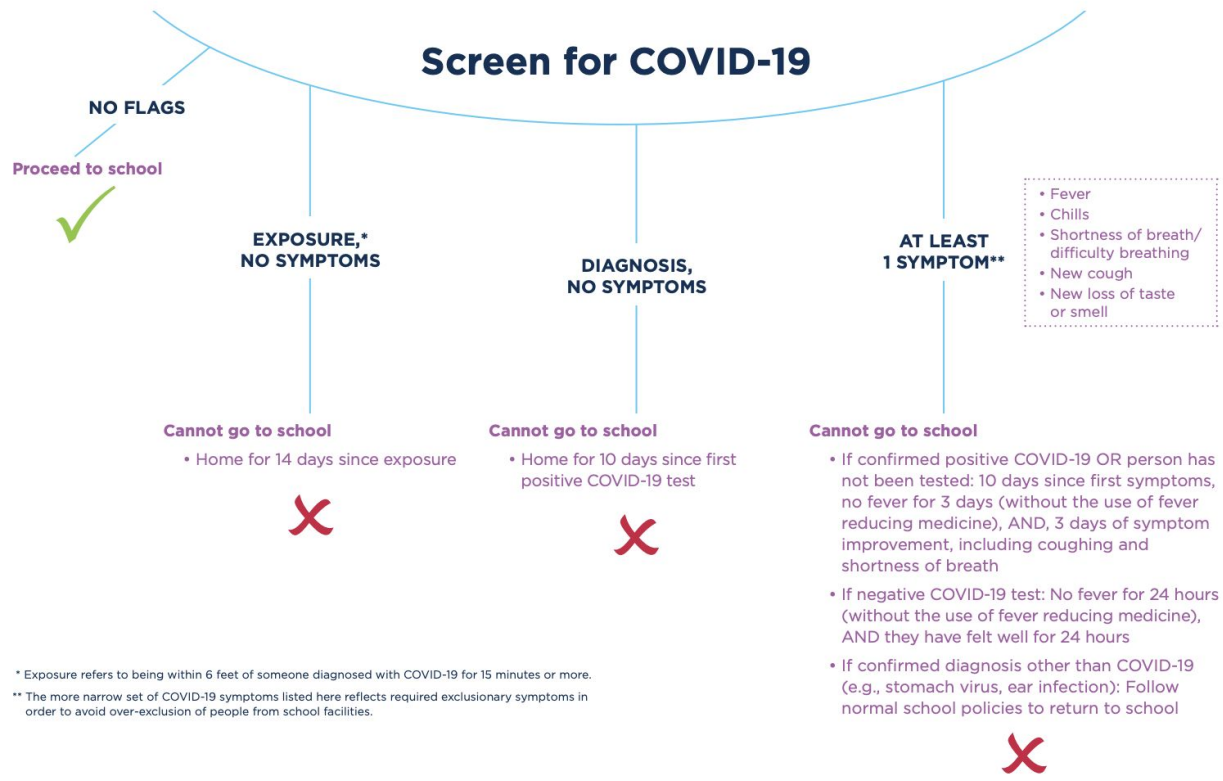 Screen for COVID-19
NO FLAGS
Proceed to school
EXPOSURE,*
NO SYMPTOMS
Cannot go to school
• Home for 14 days since exposure
DIAGNOSIS,
NO SYMPTOMS
Cannot go to school
• Home for 10 days since first
positive COVID-19 test
AT LEAST
1 SYMPTOM**
• Fever
• Chills
• Shortness of breath/
difficulty breathing
• New cough
• New loss of taste
or smell
Cannot go to school
• If confirmed positive COVID-19 OR person has
not been tested: 10 days since first symptoms,
no fever for 3 days (without the use of fever
reducing medicine), AND, 3 days of symptom
improvement, including coughing and
shortness of breath
• If negative COVID-19 test: No fever for 24 hours
(without the use of fever reducing medicine),
AND they have felt well for 24 hours
• If confirmed diagnosis other than COVID-19
(e.g., stomach virus, ear infection): Follow
normal school policies to return to school
* Exposure refers to being within 6 feet of someone diagnosed with COVID-19 for 15 minutes or more.
** The more narrow set of COVID-19 symptoms listed here reflects required exclusionary symptoms in
order to avoid over-exclusion of people from school facilities.